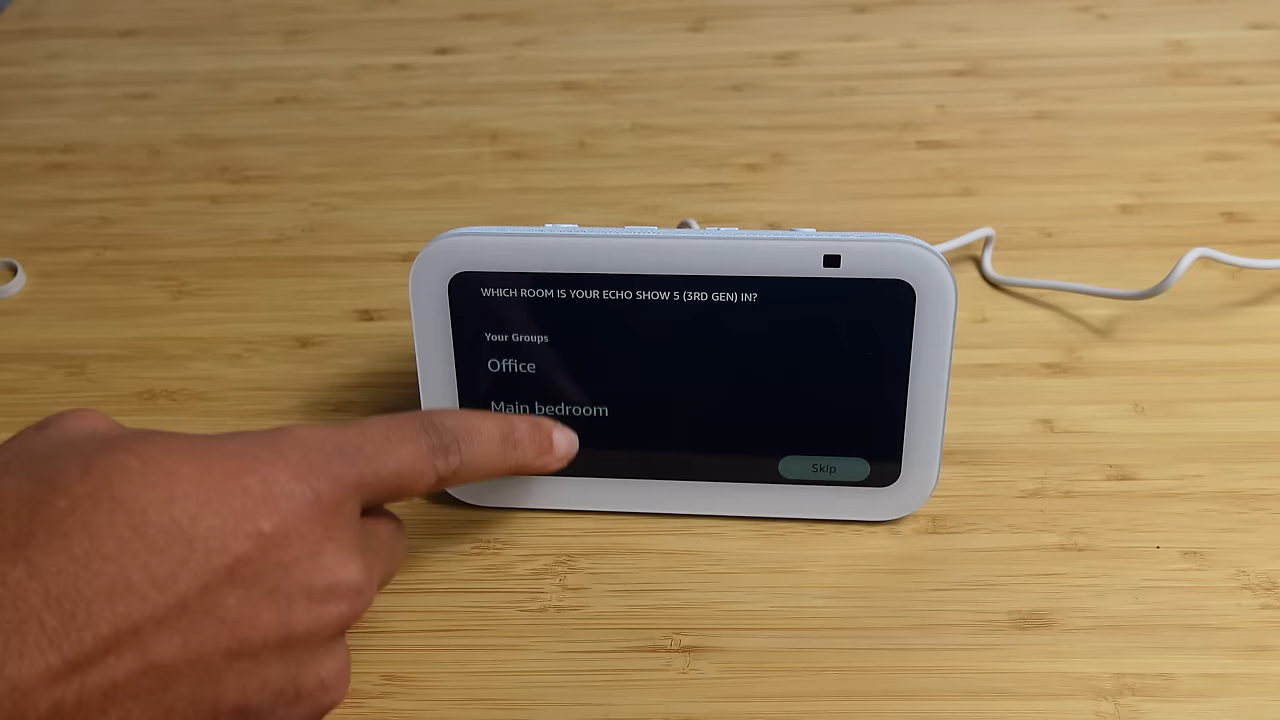 WHICH ROOM IS YOUR ECHO SHOW 5 (3RD GEN) IN?
Your Groups
Office
Main bedroom
Skip